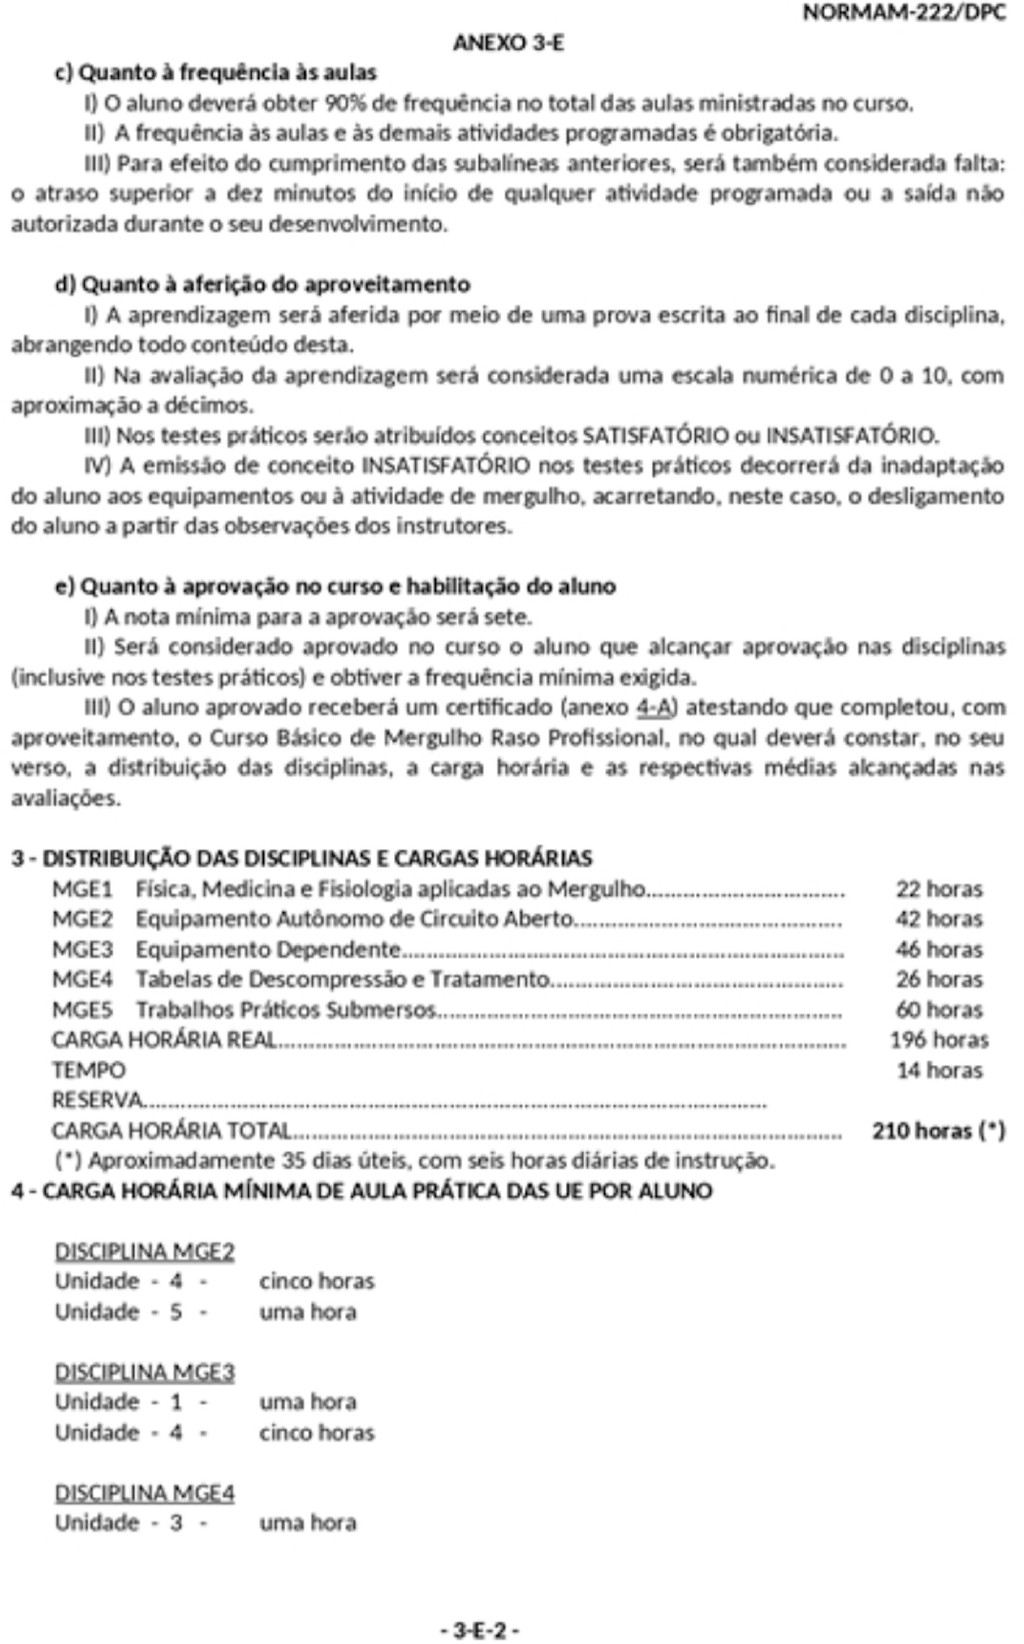 NORMAM-222/DPC
ANEXO 3-E
c) Quanto à frequência às aulas
I) O aluno deverá obter 90% de frequência no total das aulas ministradas no curso.
II) A frequência às aulas e às demais atividades programadas é obrigatória.
III) Para efeito do cumprimento das subalíneas anteriores, será também considerada falta:
o atraso superior a dez minutos do início de qualquer atividade programada ou a saída não
autorizada durante o seu desenvolvimento.
d) Quanto à aferição do aproveitamento
I) A aprendizagem será aferida por meio de uma prova escrita ao final de cada disciplina,
abrangendo todo conteúdo desta.
II) Na avaliação da aprendizagem será considerada uma escala numérica de 0 a 10, com
aproximação a décimos.
III) Nos testes práticos serão atribuídos conceitos SATISFATÓRIO ou INSATISFATÓRIO.
IV) A emissão de conceito INSATISFATÓRIO nos testes práticos decorrerá da inadaptação
do aluno aos equipamentos ou à atividade de mergulho, acarretando, neste caso, o desligamento
do aluno a partir das observações dos instrutores.
e) Quanto à aprovação no curso e habilitação do aluno
I) A nota mínima para a aprovação será sete.
II) Será considerado aprovado no curso o aluno que alcançar aprovação nas disciplinas
(inclusive nos testes práticos) e obtiver a frequência mínima exigida.
III) O aluno aprovado receberá um certificado (anexo 4-A) atestando que completou, com
aproveitamento, o Curso Básico de Mergulho Raso Profissional, no qual deverá constar, no seu
verso, a distribuição das disciplinas, a carga horária e as respectivas médias alcançadas nas
avaliações.
3 - DISTRIBUIÇÃO DAS DISCIPLINAS E CARGAS HORÁRIAS
MGE1 Física, Medicina e Fisiologia aplicadas ao Mergulho.................................. 22 horas
MGE2 Equipamento Autônomo de Circuito Aberto.............................................. 42 horas
MGE3 Equipamento Dependente........................................................................... 46 horas
MGE4 Tabelas de Descompressão e Tratamento.................................................. 26 horas
MGE5 Trabalhos Práticos Submersos..................................................................... 60 horas
CARGA HORÁRIA REAL................................................................................................ 196 horas
TEMPO 14 horas
RESERVA..........................................................................................................
CARGA HORÁRIA TOTAL............................................................................................. 210 horas (*)
(*) Aproximadamente 35 dias úteis, com seis horas diárias de instrução.
4 - CARGA HORÁRIA MÍNIMA DE AULA PRÁTICA DAS UE POR ALUNO
DISCIPLINA MGE2
Unidade - 4 - cinco horas
Unidade - 5 - uma hora
DISCIPLINA MGE3
Unidade - 1 - uma hora
Unidade - 4 - cinco horas
DISCIPLINA MGE4
Unidade - 3 - uma hora
- 3-E-2 -